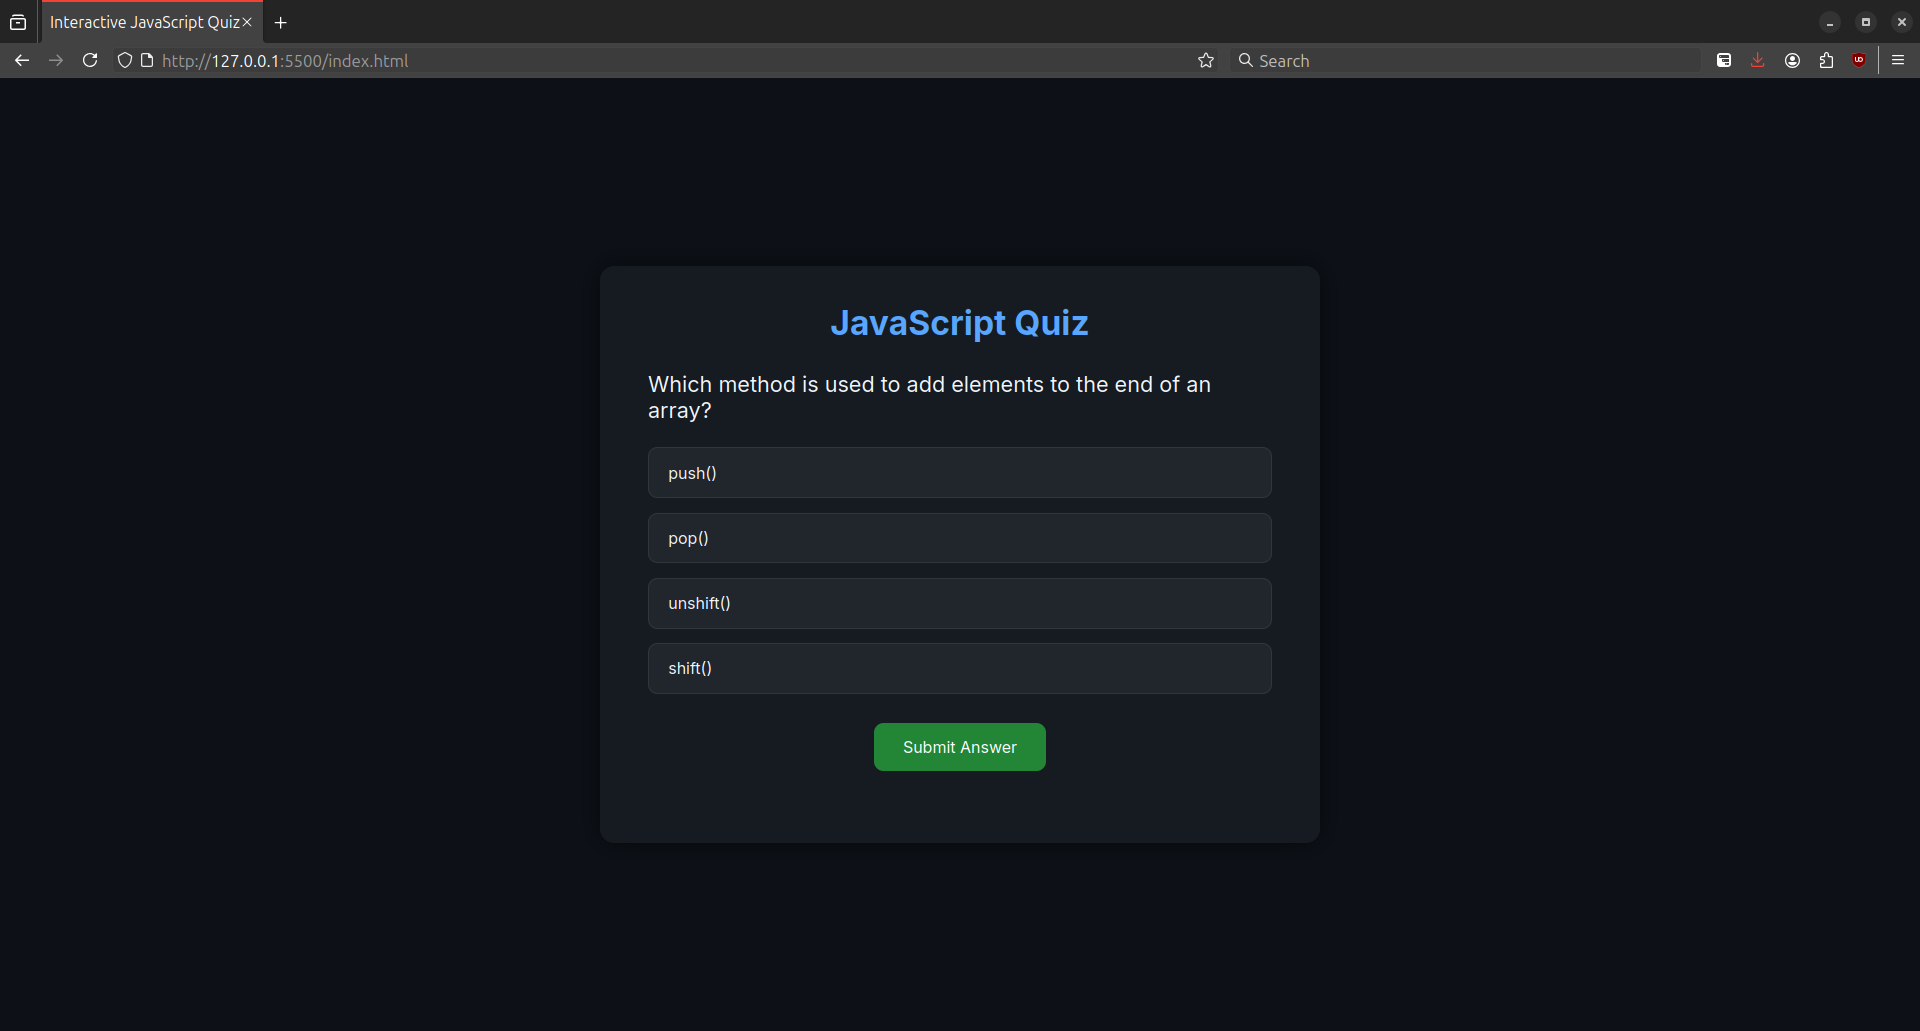 Interactive JavaScript Quiz
http://127.0.0.1:5500/index.html
Search
JavaScript Quiz
Which method is used to add elements to the end of an
array?
push()
pop()
unshift()
shift()
Submit Answer